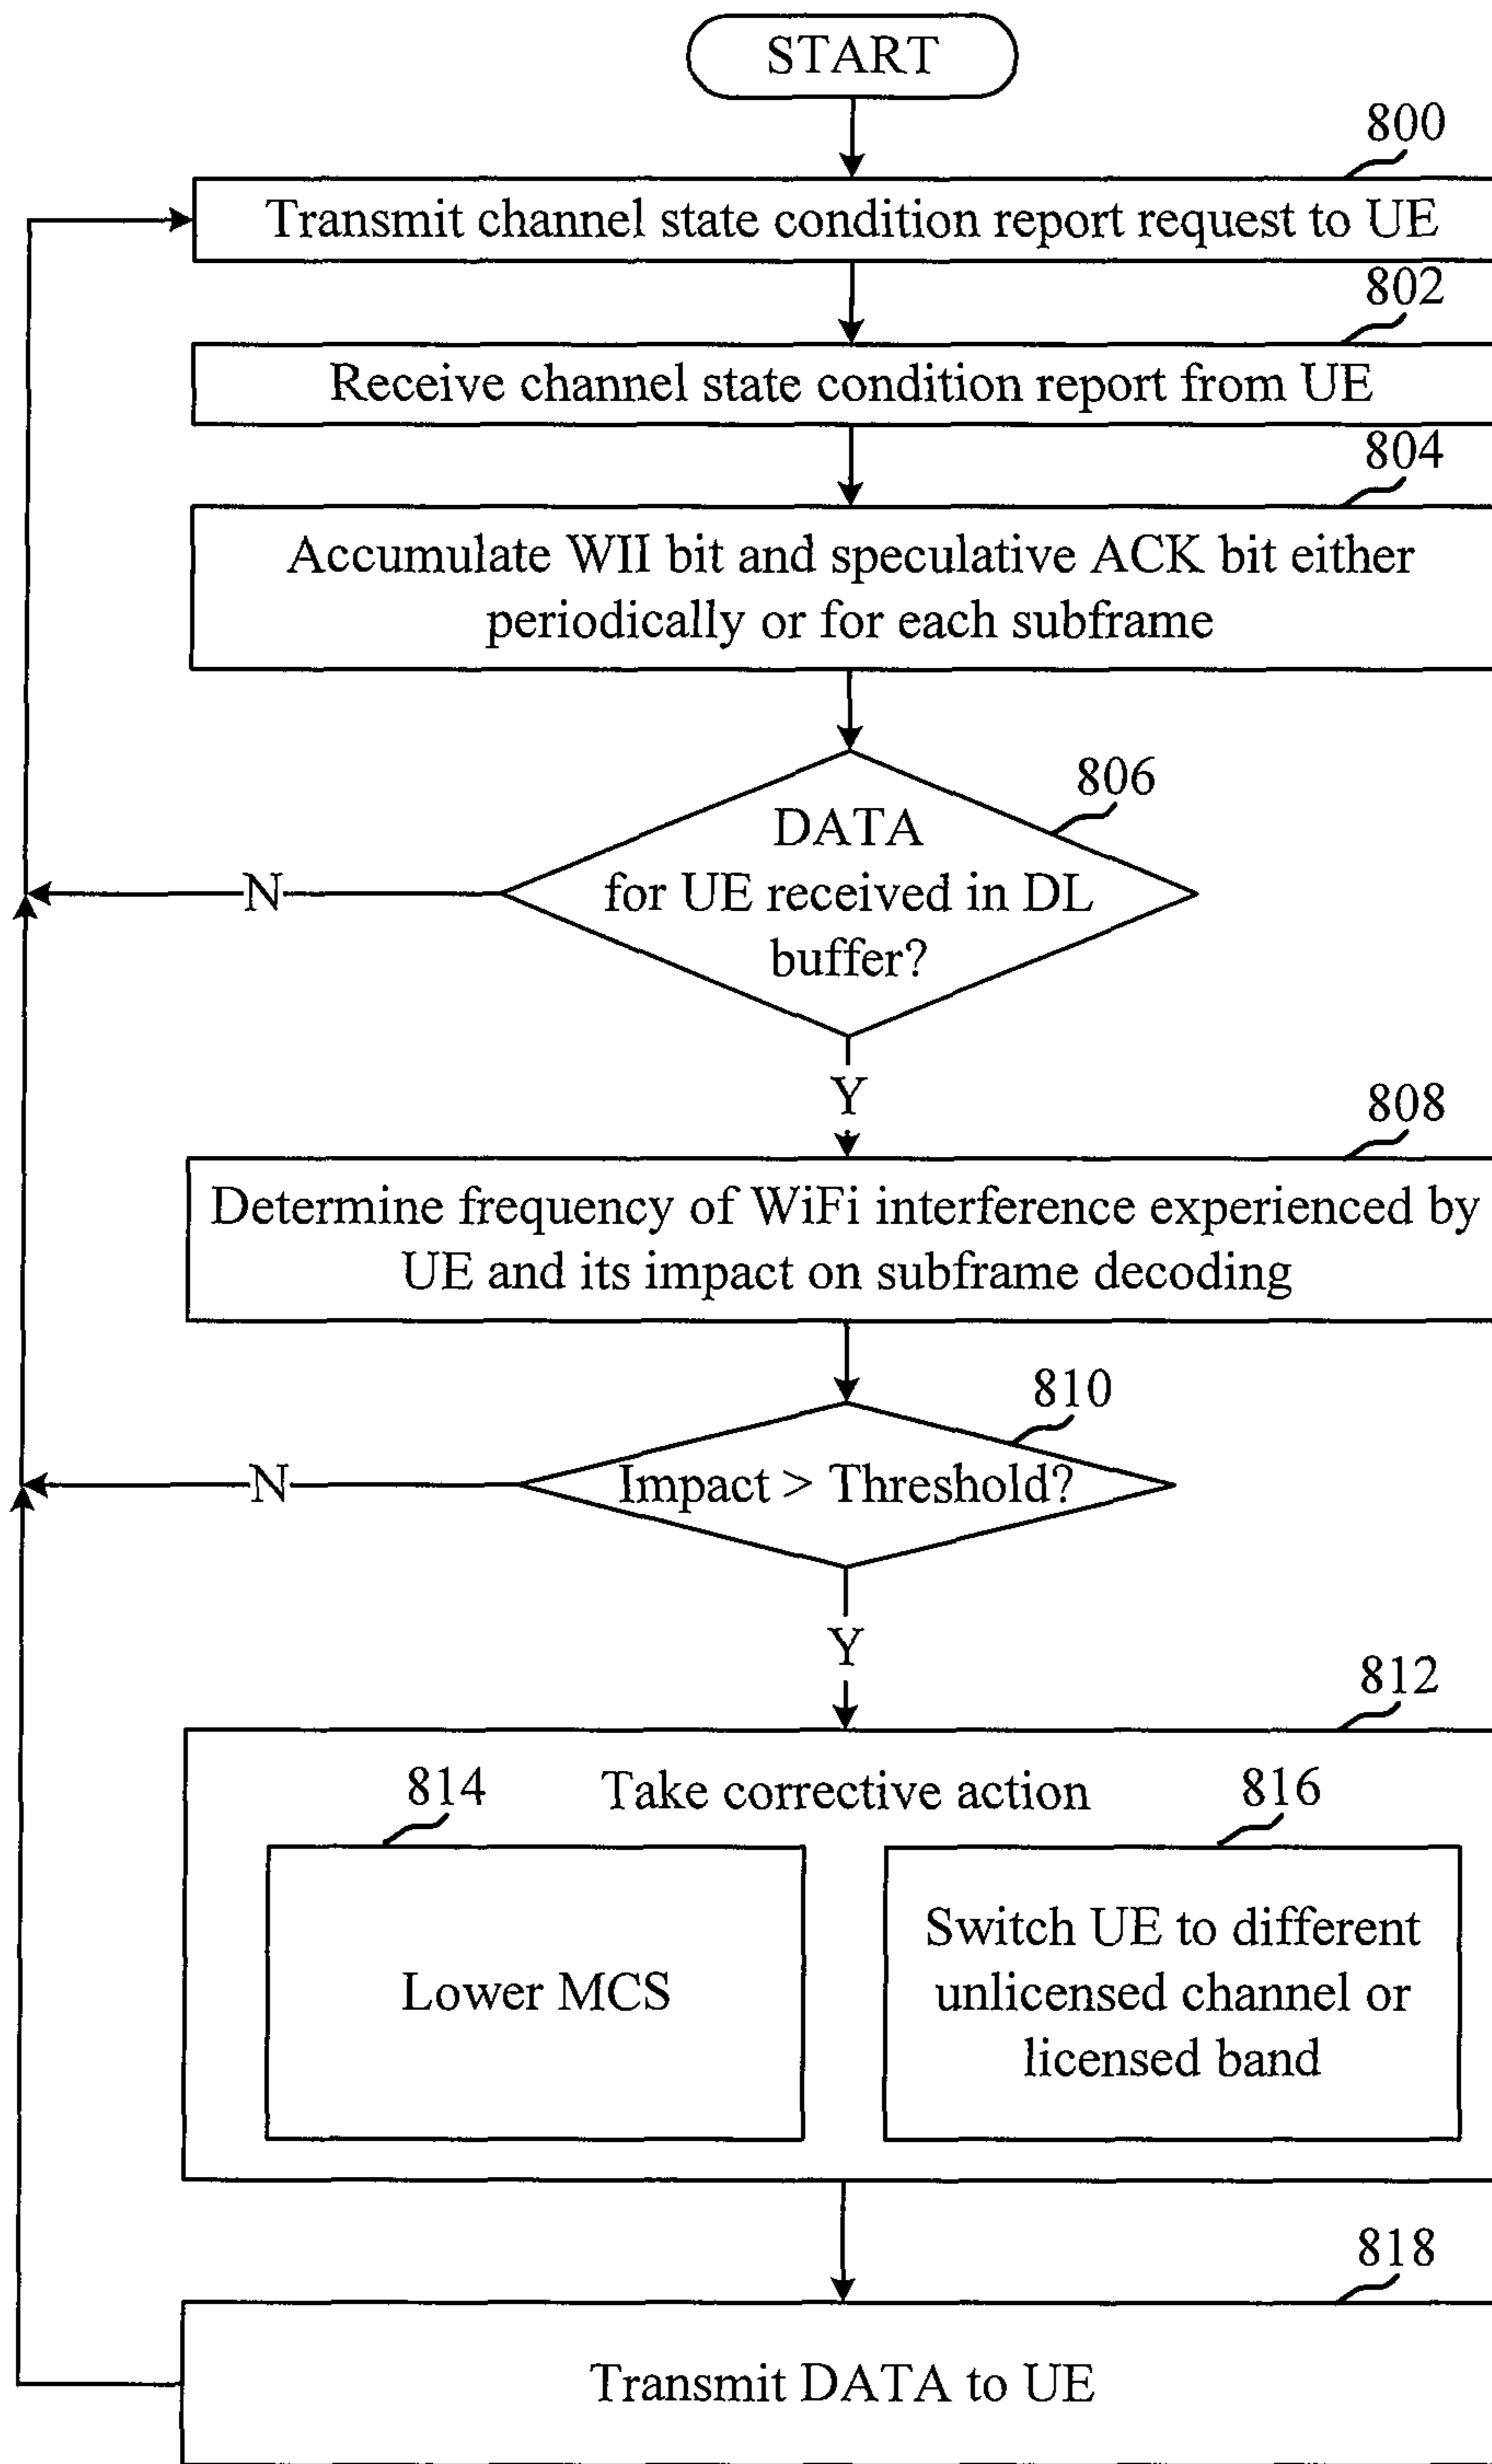 START
800
Transmit channel state condition report request to UE
802
Receive channel state condition report from UE
804
Accumulate WII bit and speculative ACK bit either
periodically or for each subframe
806
DATA
for UE received in DL
buffer?
N
Y
808
Determine frequency of WiFi interference experienced by
UE and its impact on subframe decoding
810
Impact > Threshold?
N
Y
812
Take corrective action
814
Lower MCS
816
Switch UE to different
unlicensed channel or
licensed band
818
Transmit DATA to UE